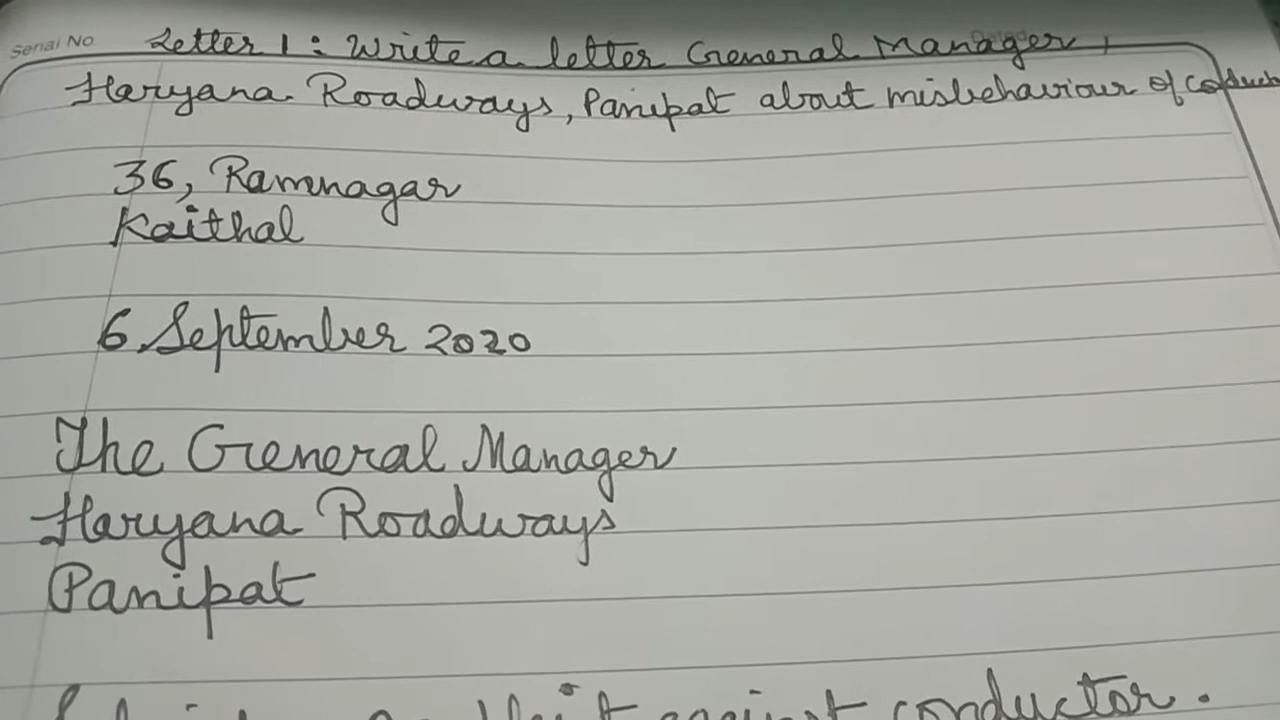 Serial No
Letter 1: Write a letter General Manager,
Haryana Roadways, Panipat about misbehaviour of
36, Ramnagar
Kaithal
6 September 2020
The General Manager
Haryana Roadways
Panipat
against conductor.